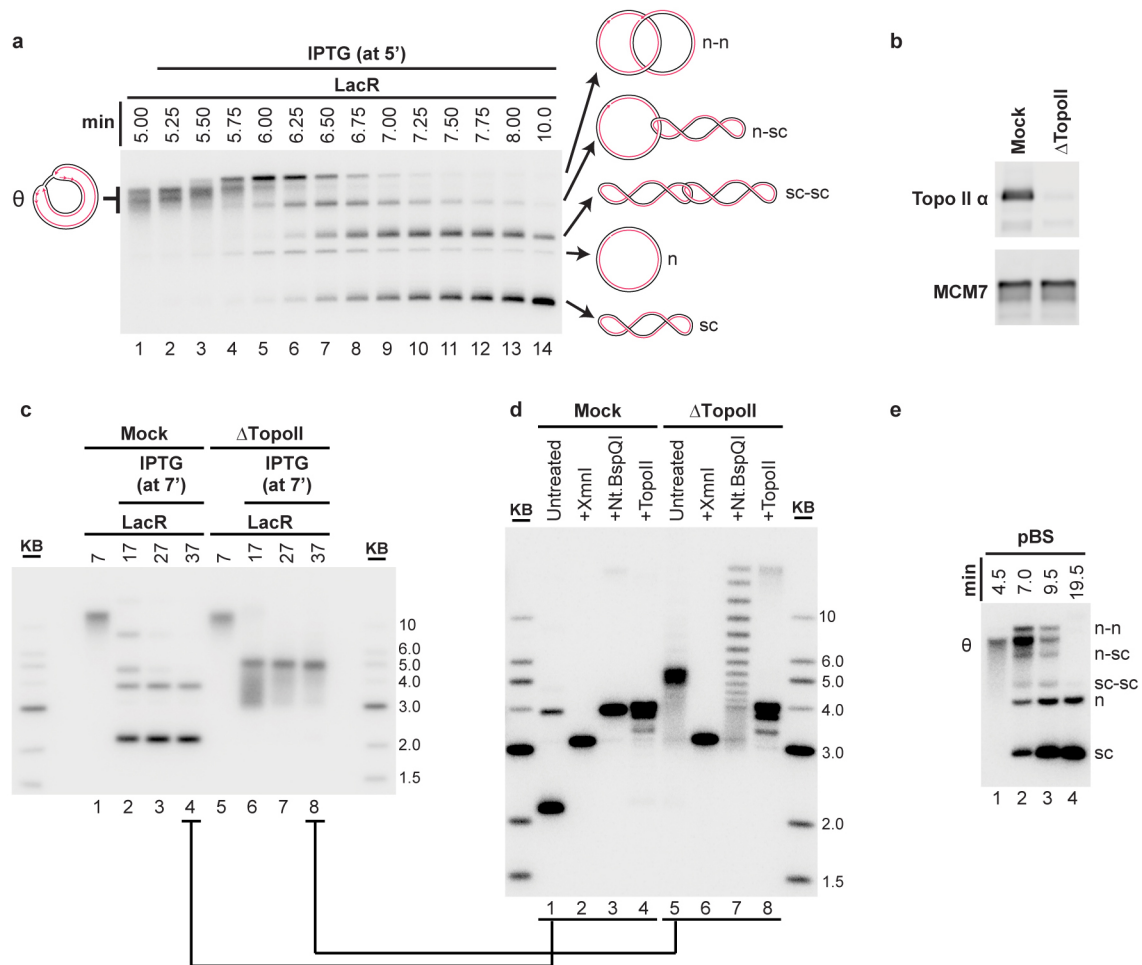 a
IPTG (at 5')
LacR
min
5.00 5.25 5.50 5.75 6.00 6.25 6.50 6.75 7.00 7.25 7.50 7.75 8.00 10.0
θ
n-n
n-sc
sc-sc
n
sc
1 2 3 4 5 6 7 8 9 10 11 12 13 14
b
Mock ΔTopoII
Topo II α
MCM7
c
Mock ΔTopoII
IPTG (at 7') IPTG (at 7')
LacR LacR
KB 7 17 27 37 7 17 27 37 KB
10
6.0
5.0
4.0
3.0
2.0
1.5
1 2 3 4 5 6 7 8
d
Mock ΔTopoII
KB Untreated +XmnI +Nt.BspQI +TopoII Untreated +XmnI +Nt.BspQI +TopoII KB
10
6.0
5.0
4.0
3.0
2.0
1.5
1 2 3 4 5 6 7 8
e
pBS
min 4.5 7.0 9.5 19.5
θ
n-n
n-sc
sc-sc
n
sc
1 2 3 4